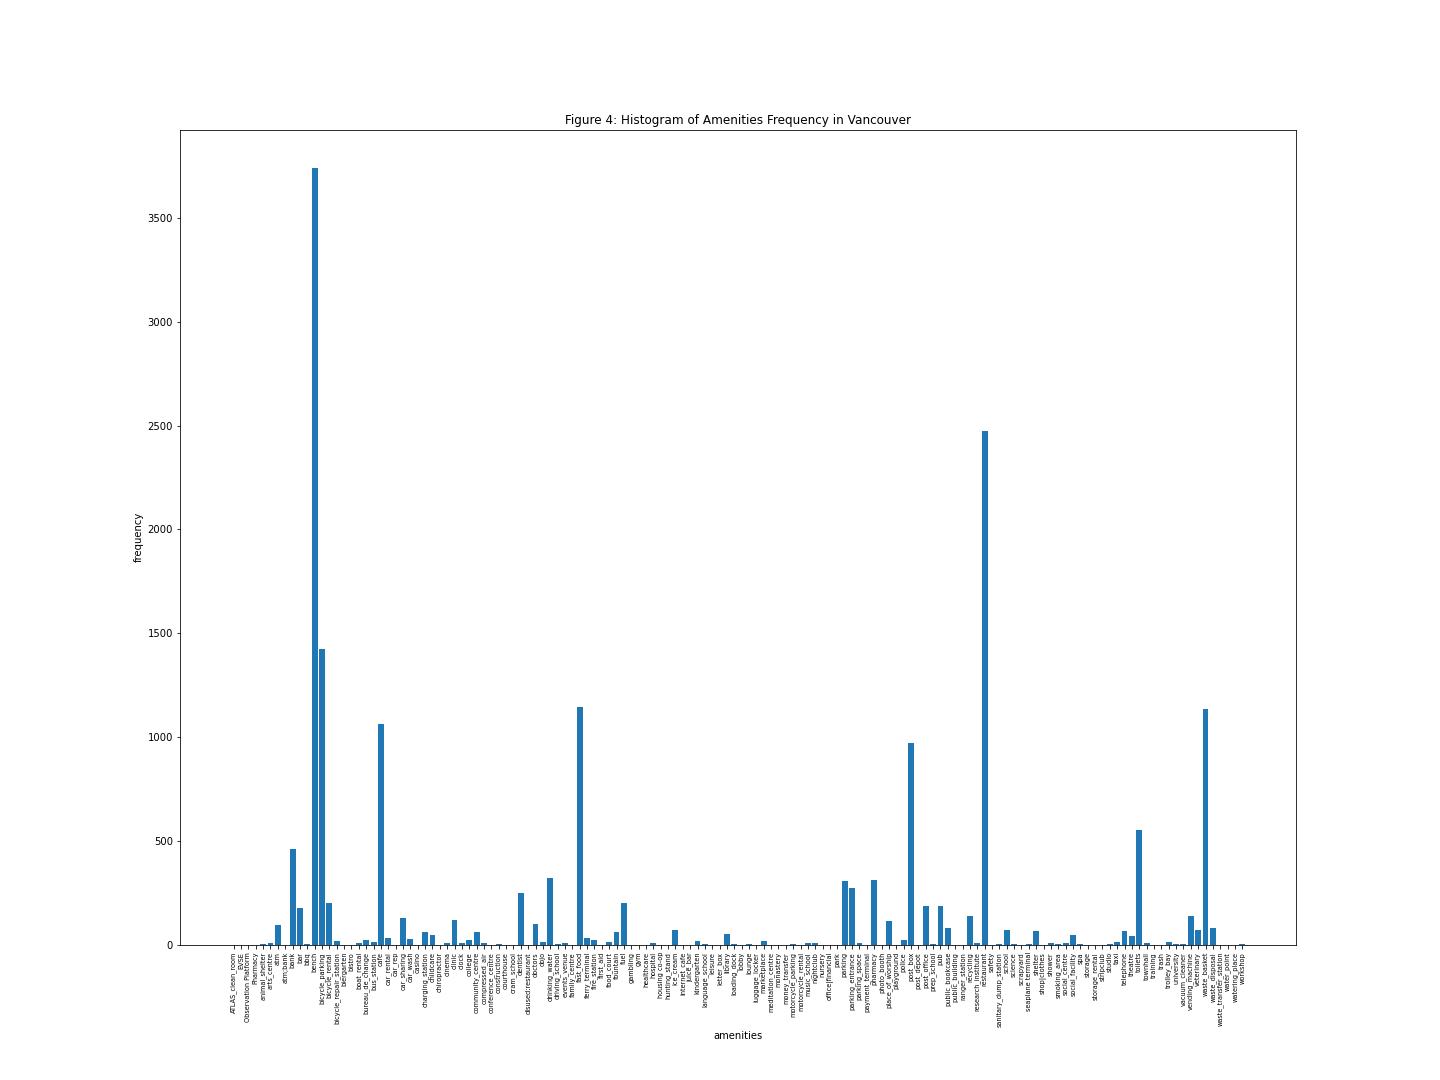 Figure 4: Histogram of Amenities Frequency in Vancouver
frequency
3500
3000
2500
2000
1500
1000
500
0
ATLAS_clean_room
EVSE
Observation Platform
Pharmacy
animal_shelter
arts_centre
atm
atm;bank
bank
bar
bbq
bench
bicycle_parking
bicycle_rental
bicycle_repair_station
biergarten
bistro
boat_rental
bureau_de_change
bus_station
cafe
car_rental
car_rep
car_sharing
car_wash
casino
charging_station
childcare
chiropractor
cinema
clinic
clock
college
community_centre
compressed_air
conference_centre
construction
courthouse
cram_school
dentist
disused:restaurant
doctors
dojo
drinking_water
driving_school
events_venue
family_centre
fast_food
ferry_terminal
fire_station
first_aid
food_court
fountain
fuel
gambling
gym
healthcare
hospital
housing co-op
hunting_stand
ice_cream
internet_cafe
juice_bar
kindergarten
language_school
leisure
letter_box
library
loading_dock
lobby
lounge
luggage_locker
marketplace
meditation_centre
monastery
money_transfer
motorcycle_parking
motorcycle_rental
music_school
nightclub
nursery
office|financial
park
parking
parking_entrance
parking_space
payment_terminal
pharmacy
photo_booth
place_of_worship
playground
police
post_box
post_depot
post_office
prep_school
pub
public_bookcase
public_building
ranger_station
recycling
research_institute
restaurant
safety
sanitary_dump_station
school
science
scrapyard
seaplane terminal
shelter
shop|clothes
shower
smoking_area
social_centre
social_facility
spa
storage
storage_rental
stripclub
studio
taxi
telephone
theatre
toilets
townhall
training
trash
trolley_bay
university
vacuum_cleaner
vending_machine
veterinary
waste_basket
waste_disposal
waste_transfer_station
water_point
watering_place
workshop
amenities